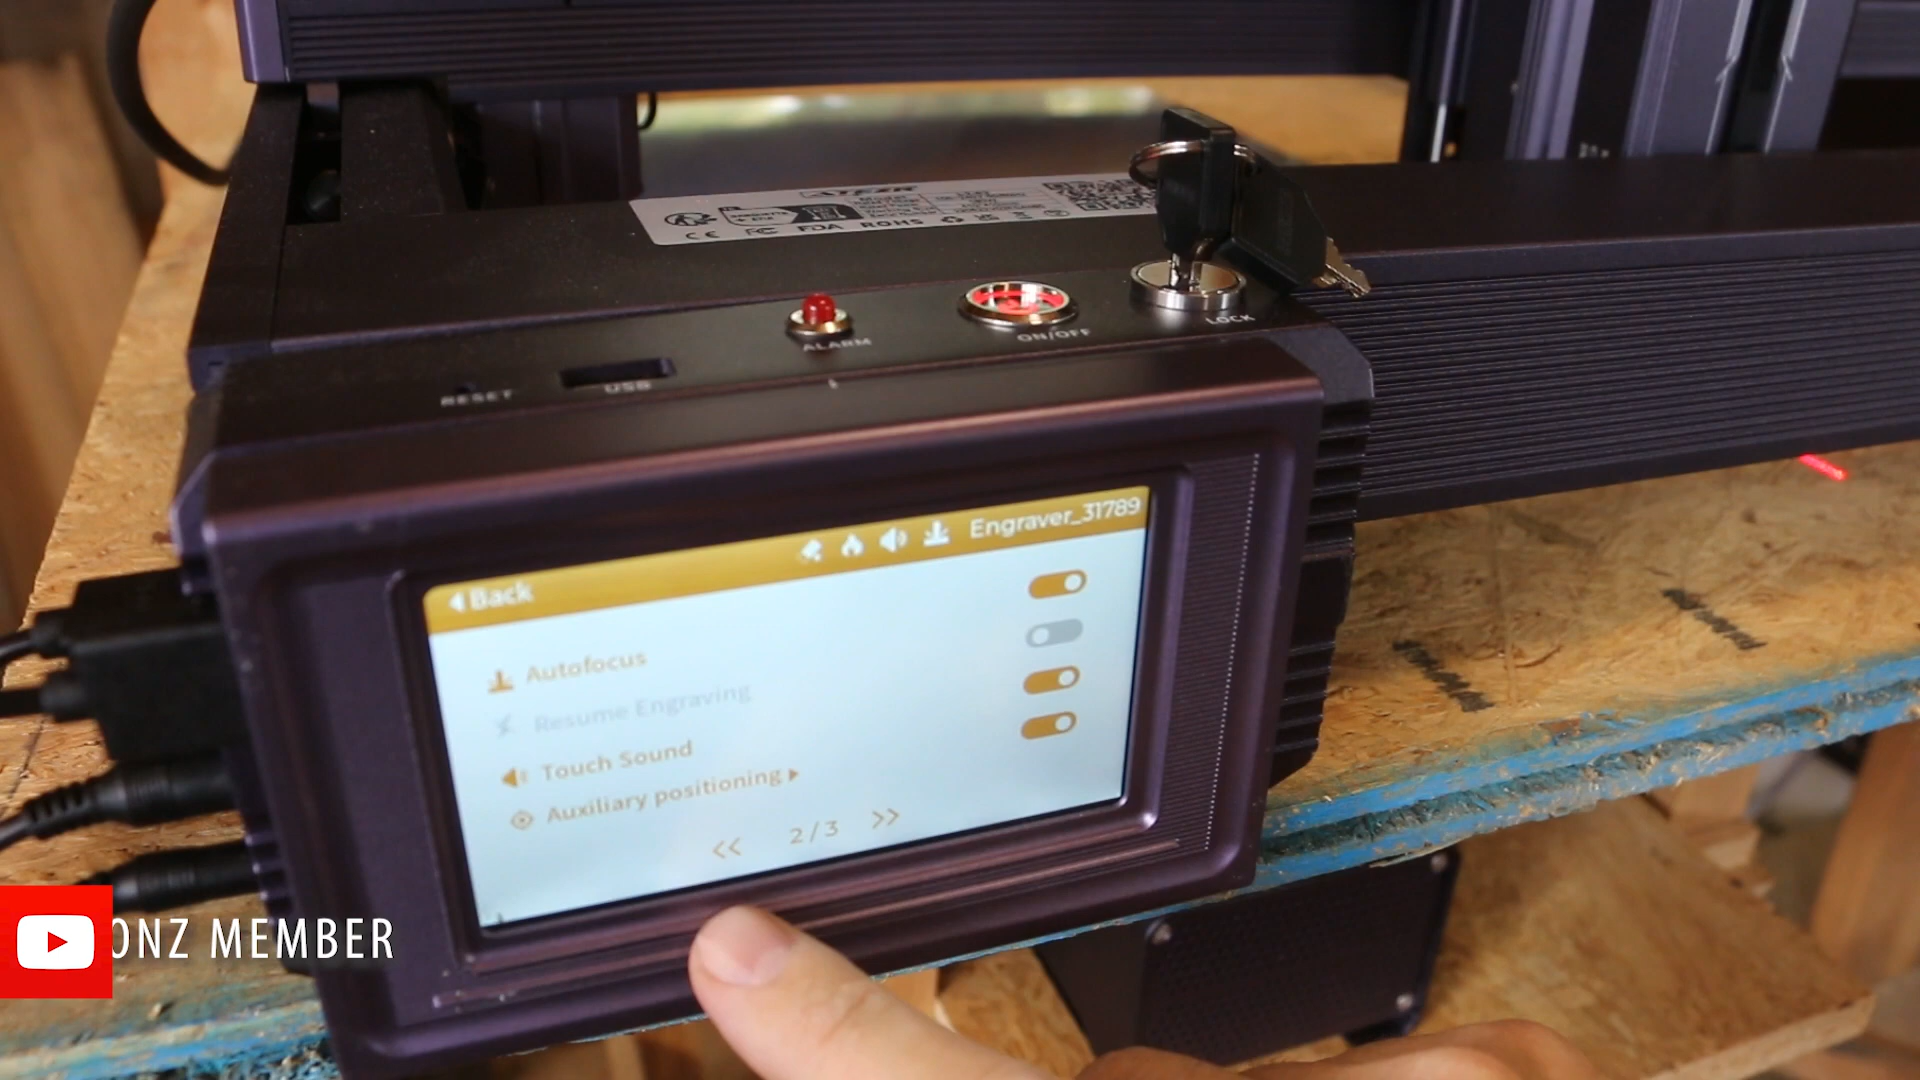 ATEZR
CE FC FDA ROHS
LOCK
ON/OFF
ALARM
USB
RESET
Engraver_31789
Back
Autofocus
Resume Engraving
Touch Sound
Auxiliary positioning
<< 2/3 >>
ONZ MEMBER